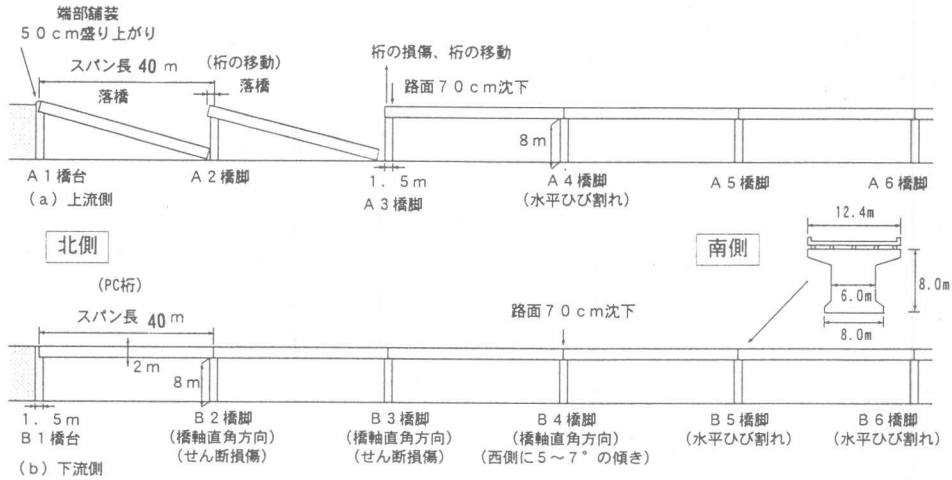 端部舗装
50cm盛り上がり
スパン長 40 m
(桁の移動)
落橋
落橋
桁の損傷、桁の移動
路面70cm沈下
8m
1.5m
A1橋台
A2橋脚
A3橋脚
A4橋脚
(水平ひび割れ)
A5橋脚
A6橋脚
(a)上流側
北側
南側
12.4m
8.0m
6.0m
8.0m
(PC桁)
スパン長 40 m
路面70cm沈下
2m
8m
1.5m
B1橋台
B2橋脚
(橋軸直角方向)
(せん断損傷)
B3橋脚
(橋軸直角方向)
(せん断損傷)
B4橋脚
(橋軸直角方向)
(西側に5~7°の傾き)
B5橋脚
(水平ひび割れ)
B6橋脚
(水平ひび割れ)
(b)下流側